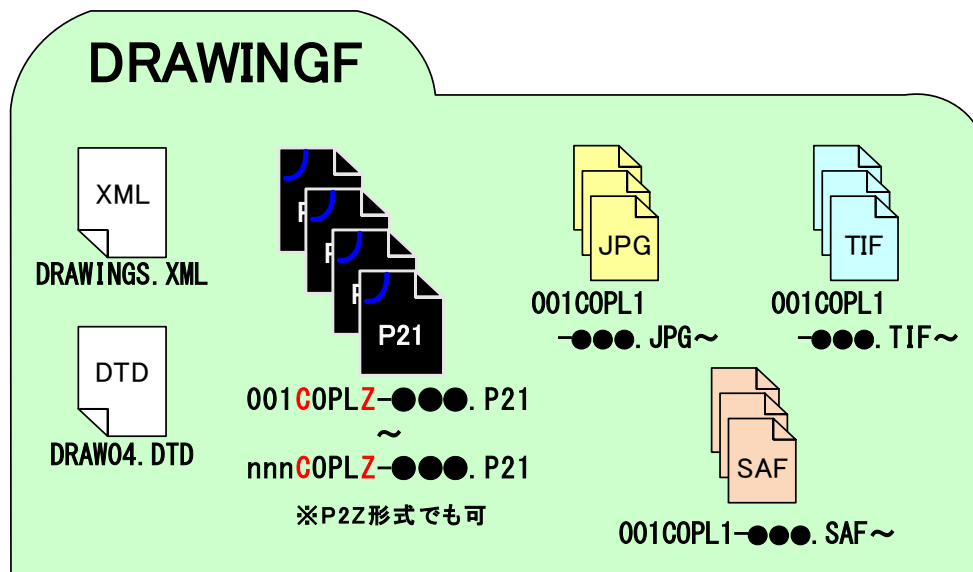 DRAWINGF
XML
DRAWINGS.XML
DTD
DRAW04.DTD
P
P
P
P21
001C0PLZ-●●●.P21
～
nnnC0PLZ-●●●.P21
※P2Z形式でも可
JPG
001C0PL1
-●●●.JPG～
TIF
001C0PL1
-●●●.TIF～
SAF
001C0PL1-●●●.SAF～